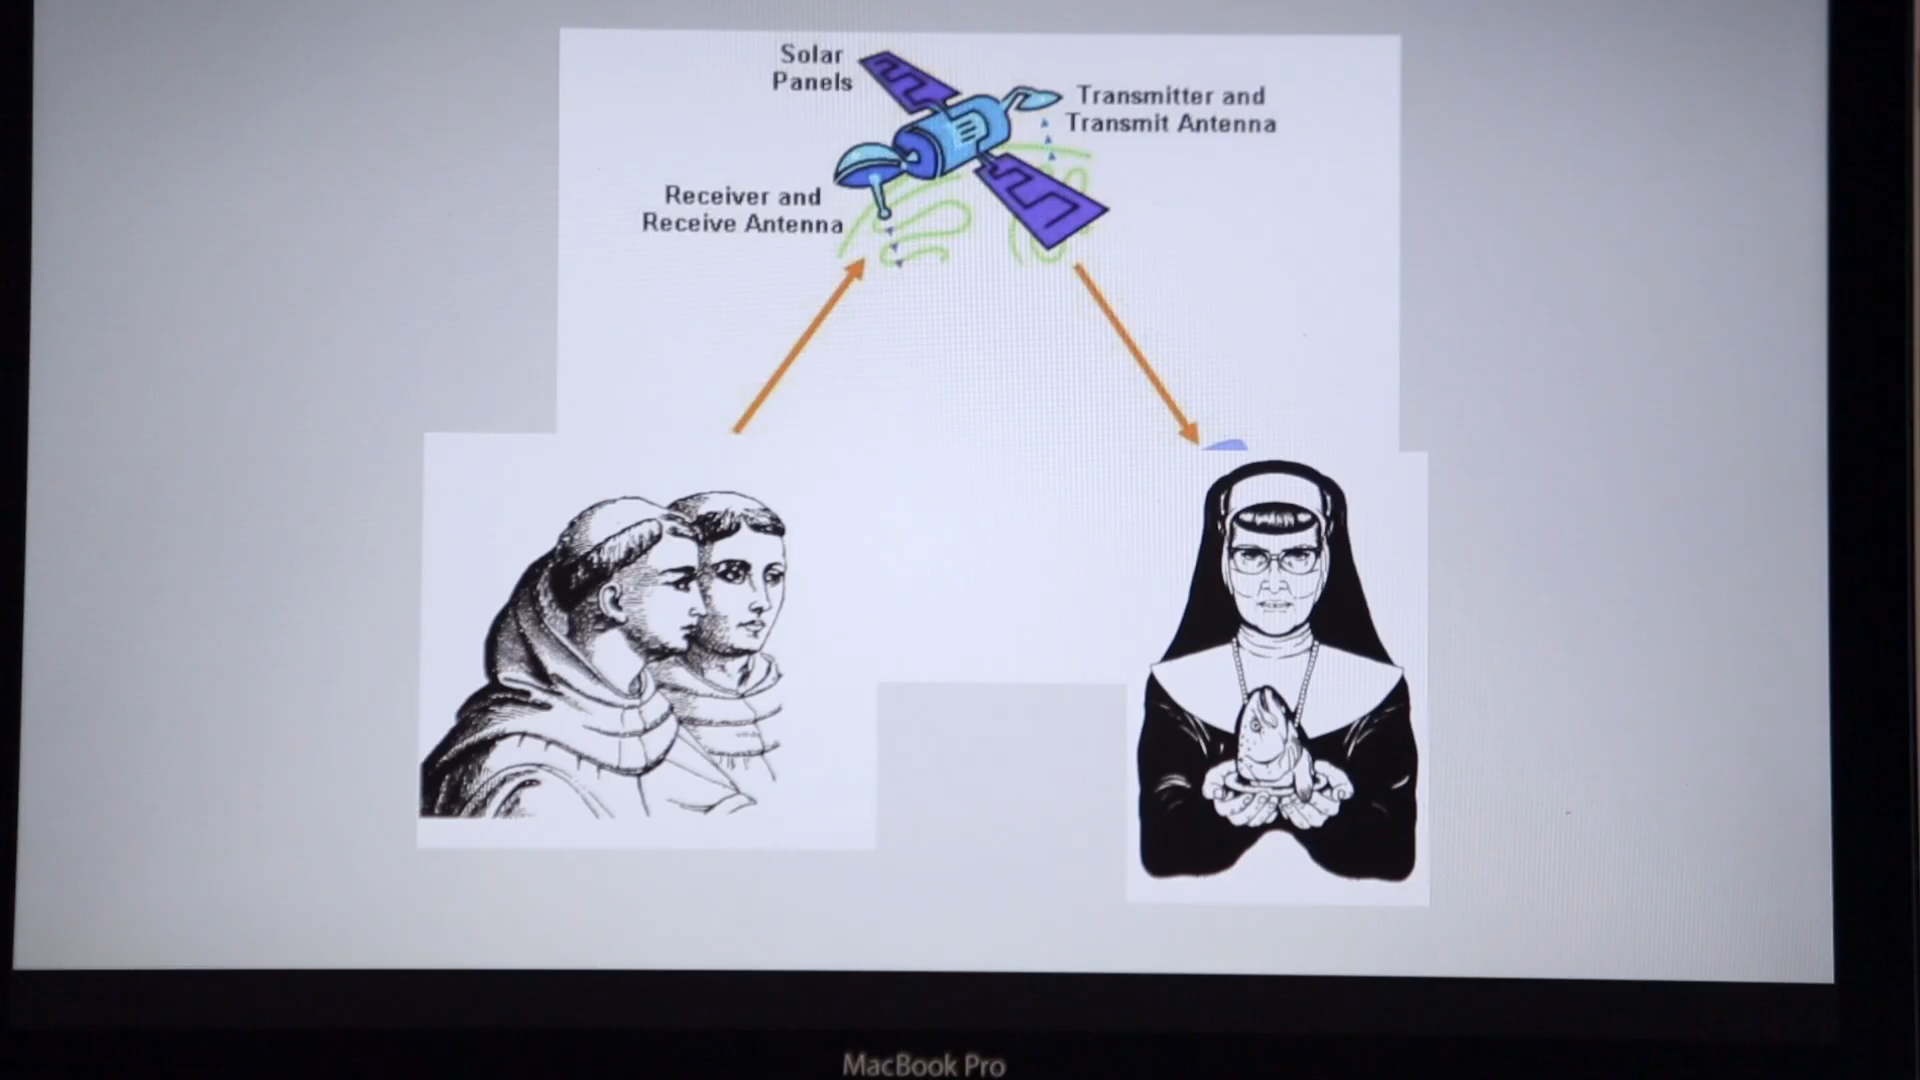 Solar
Panels
Transmitter and
Transmit Antenna
Receiver and
Receive Antenna
MacBook Pro